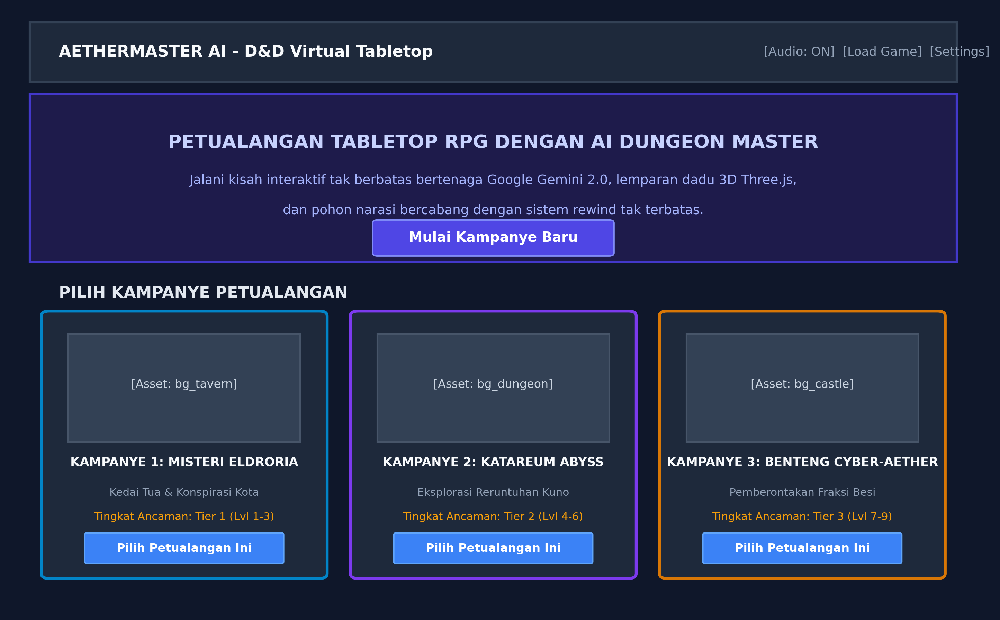 AETHERMASTER AI - D&D Virtual Tabletop
[Audio: ON] [Load Game] [Settings]
PETUALANGAN TABLETOP RPG DENGAN AI DUNGEON MASTER
Jalani kisah interaktif tak berbatas bertenaga Google Gemini 2.0, lemparan dadu 3D Three.js,
dan pohon narasi bercabang dengan sistem rewind tak terbatas.
Mulai Kampanye Baru
PILIH KAMPANYE PETUALANGAN
[Asset: bg_tavern]
KAMPANYE 1: MISTERI ELDRORIA
Kedai Tua & Konspirasi Kota
Tingkat Ancaman: Tier 1 (Lvl 1-3)
Pilih Petualangan Ini
[Asset: bg_dungeon]
KAMPANYE 2: KATAREUM ABYSS
Eksplorasi Reruntuhan Kuno
Tingkat Ancaman: Tier 2 (Lvl 4-6)
Pilih Petualangan Ini
[Asset: bg_castle]
KAMPANYE 3: BENTENG CYBER-AETHER
Pemberontakan Fraksi Besi
Tingkat Ancaman: Tier 3 (Lvl 7-9)
Pilih Petualangan Ini